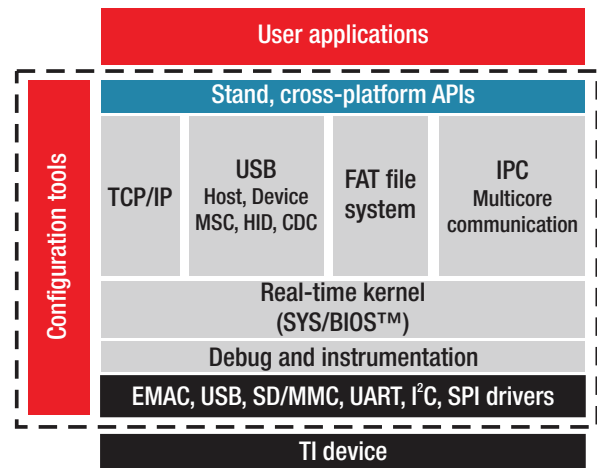 User applications
Stand, cross-platform APIs
Configuration tools
TCP/IP
USB
Host, Device
MSC, HID, CDC
FAT file
system
IPC
Multicore
communication
Real-time kernel
(SYS/BIOS™)
Debug and instrumentation
EMAC, USB, SD/MMC, UART, I²C, SPI drivers
TI device